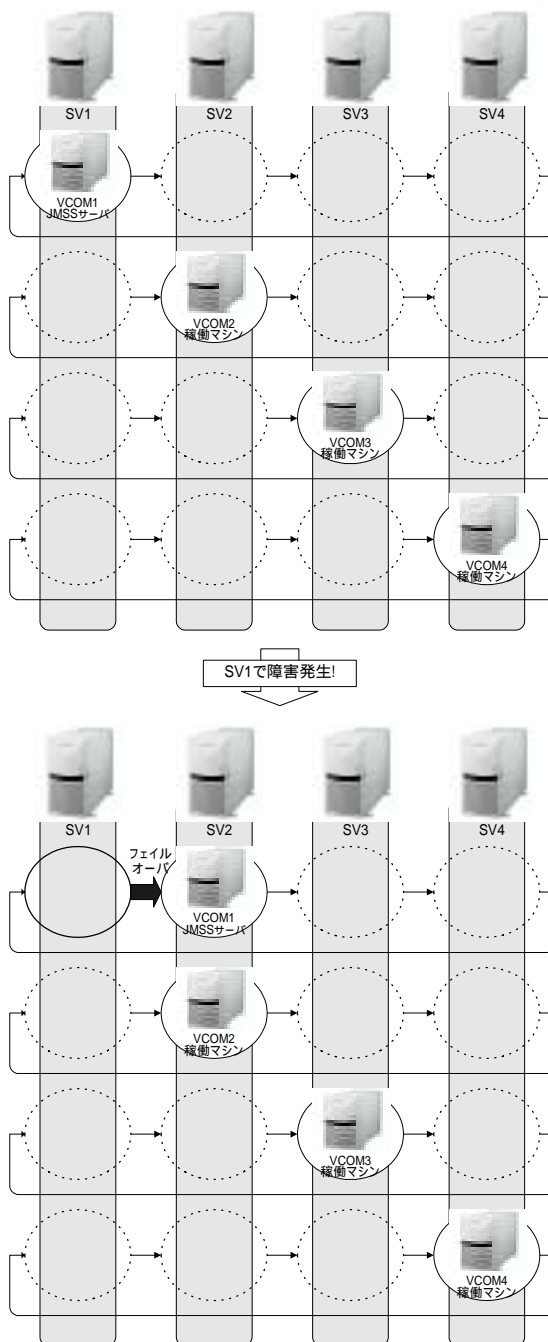 SV1
SV2
SV3
SV4
VCOM1
JMSSサーバ
VCOM2
稼働マシン
VCOM3
稼働マシン
VCOM4
稼働マシン
SV1で障害発生!
SV1
SV2
SV3
SV4
フェイル
オーバ
VCOM1
JMSSサーバ
VCOM2
稼働マシン
VCOM3
稼働マシン
VCOM4
稼働マシン